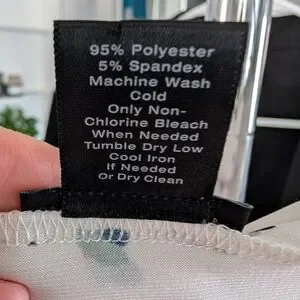 95% Polyester
5% Spandex
Machine Wash
Cold
Only Non-
Chlorine Bleach
When Needed
Tumble Dry Low
Cool Iron
If Needed
Or Dry Clean